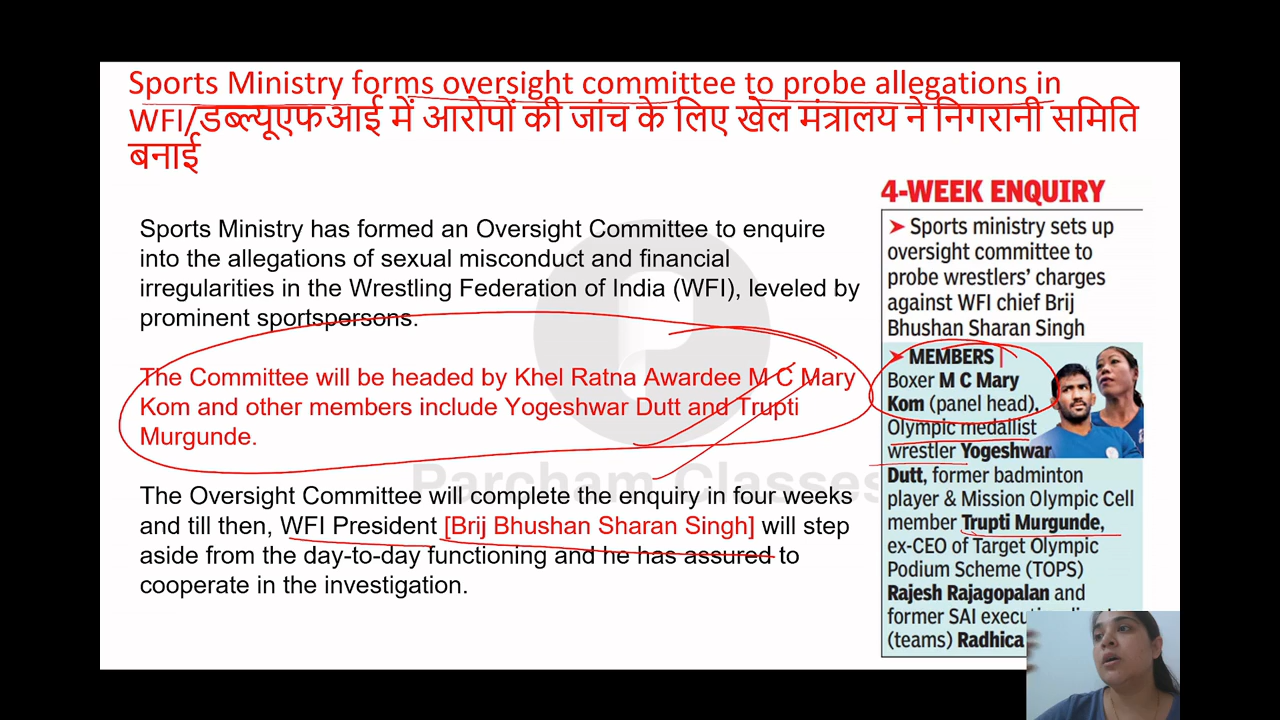 Sports Ministry forms oversight committee to probe allegations in
WFI/डब्ल्यूएफआई में आरोपों की जांच के लिए खेल मंत्रालय ने निगरानी समिति
बनाई
Sports Ministry has formed an Oversight Committee to enquire
into the allegations of sexual misconduct and financial
irregularities in the Wrestling Federation of India (WFI), leveled by
prominent sportspersons.
The Committee will be headed by Khel Ratna Awardee M C Mary
Kom and other members include Yogeshwar Dutt and Trupti
Murgunde.
The Oversight Committee will complete the enquiry in four weeks
and till then, WFI President [Brij Bhushan Sharan Singh] will step
aside from the day-to-day functioning and he has assured to
cooperate in the investigation.
Parcham Classes
4-WEEK ENQUIRY
➤ Sports ministry sets up
oversight committee to
probe wrestlers' charges
against WFI chief Brij
Bhushan Sharan Singh
➤ MEMBERS
Boxer M C Mary
Kom (panel head),
Olympic medallist
wrestler Yogeshwar
Dutt, former badminton
player & Mission Olympic Cell
member Trupti Murgunde,
ex-CEO of Target Olympic
Podium Scheme (TOPS)
Rajesh Rajagopalan and
former SAI
(teams) Radhica